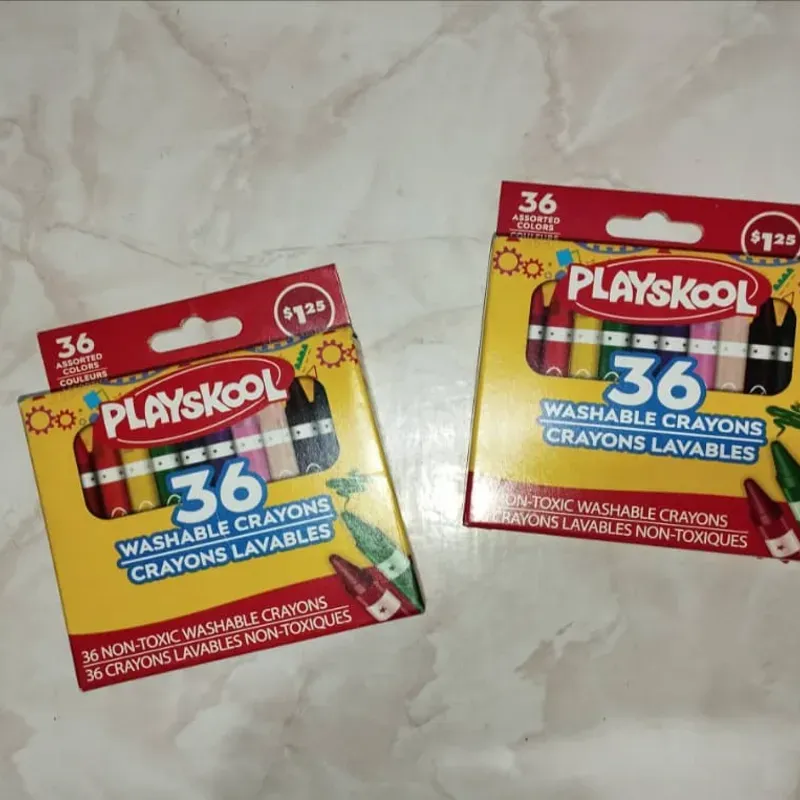 36
ASSORTED
COLORS
COULEURS
$1.25
PLAYSKOOL
36
WASHABLE CRAYONS
CRAYONS LAVABLES
36 NON-TOXIC WASHABLE CRAYONS
36 CRAYONS LAVABLES NON-TOXIQUES
36
ASSORTED
COLORS
COULEURS
$1.25
PLAYSKOOL
36
WASHABLE CRAYONS
CRAYONS LAVABLES
NON-TOXIC WASHABLE CRAYONS
CRAYONS LAVABLES NON-TOXIQUES